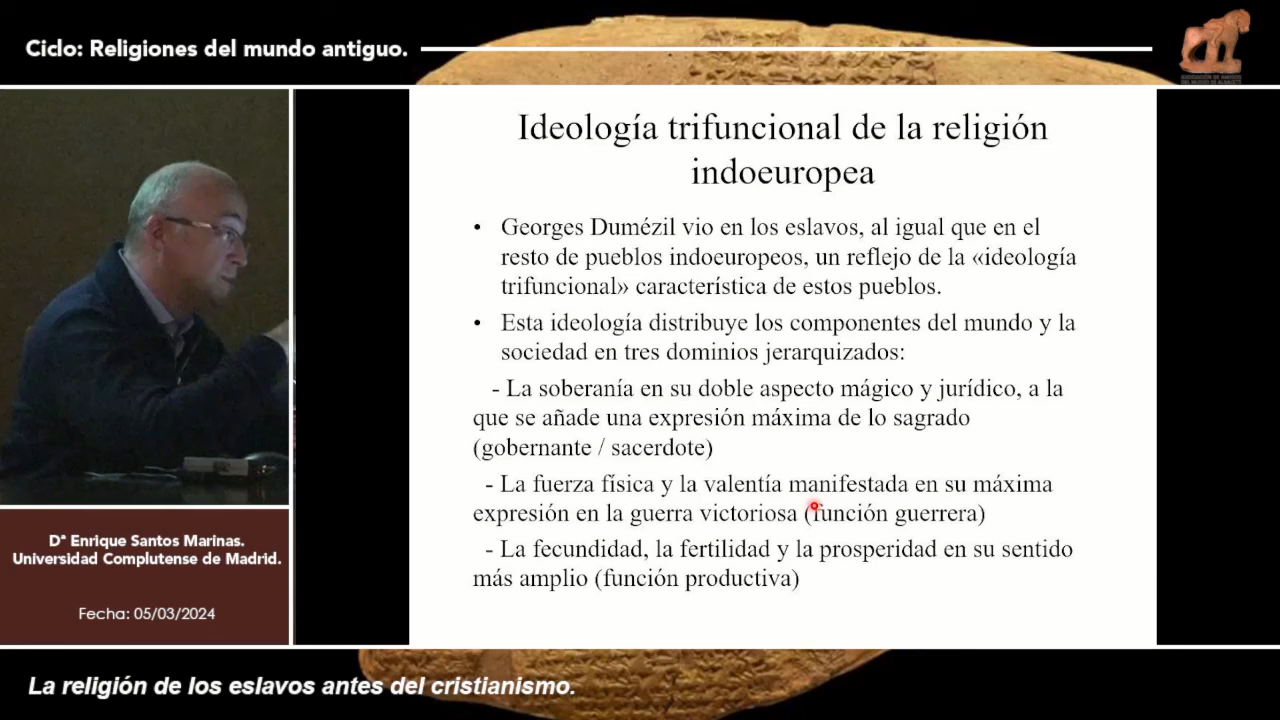 Ciclo: Religiones del mundo antiguo.
Ideología trifuncional de la religión
indoeuropea
• Georges Dumézil vio en los eslavos, al igual que en el
resto de pueblos indoeuropeos, un reflejo de la «ideología
trifuncional» característica de estos pueblos.
• Esta ideología distribuye los componentes del mundo y la
sociedad en tres dominios jerarquizados:
- La soberanía en su doble aspecto mágico y jurídico, a la
que se añade una expresión máxima de lo sagrado
(gobernante / sacerdote)
- La fuerza física y la valentía manifestada en su máxima
expresión en la guerra victoriosa (función guerrera)
- La fecundidad, la fertilidad y la prosperidad en su sentido
más amplio (función productiva)
Dª Enrique Santos Marinas.
Universidad Complutense de Madrid.
Fecha: 05/03/2024
La religión de los eslavos antes del cristianismo.